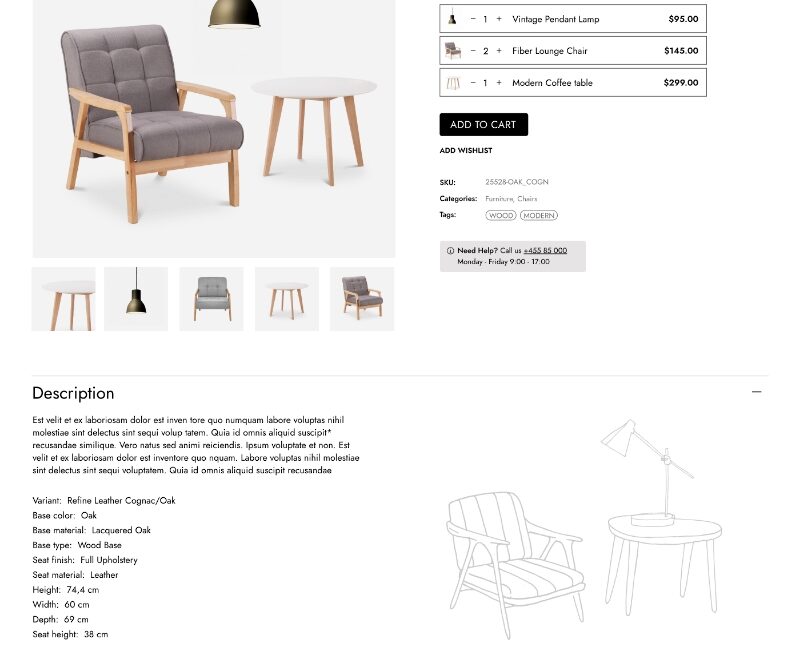 − 1 + Vintage Pendant Lamp $95.00
− 2 + Fiber Lounge Chair $145.00
− 1 + Modern Coffee table $299.00
ADD TO CART
ADD WISHLIST
SKU: 25528-OAK_COGN
Categories: Furniture, Chairs
Tags: WOOD MODERN
Need Help? Call us +455 85 000
Monday - Friday 9:00 - 17:00
Description
Est velit et ex laboriosam dolor est inven tore quo numquam labore voluptas nihil
molestiae sint delectus sint sequi volup tatem. Quia id omnis aliquid suscipit*
recusandae similique. Vero natus sed animi reiciendis. Ipsum voluptate et non. Est
velit et ex laboriosam dolor est inventore quo nquam. Labore voluptas nihil molestiae
sint delectus sint sequi voluptatem. Quia id omnis aliquid suscipit recusandae
Variant: Refine Leather Cognac/Oak
Base color: Oak
Base material: Lacquered Oak
Base type: Wood Base
Seat finish: Full Upholstery
Seat material: Leather
Height: 74,4 cm
Width: 60 cm
Depth: 69 cm
Seat height: 38 cm